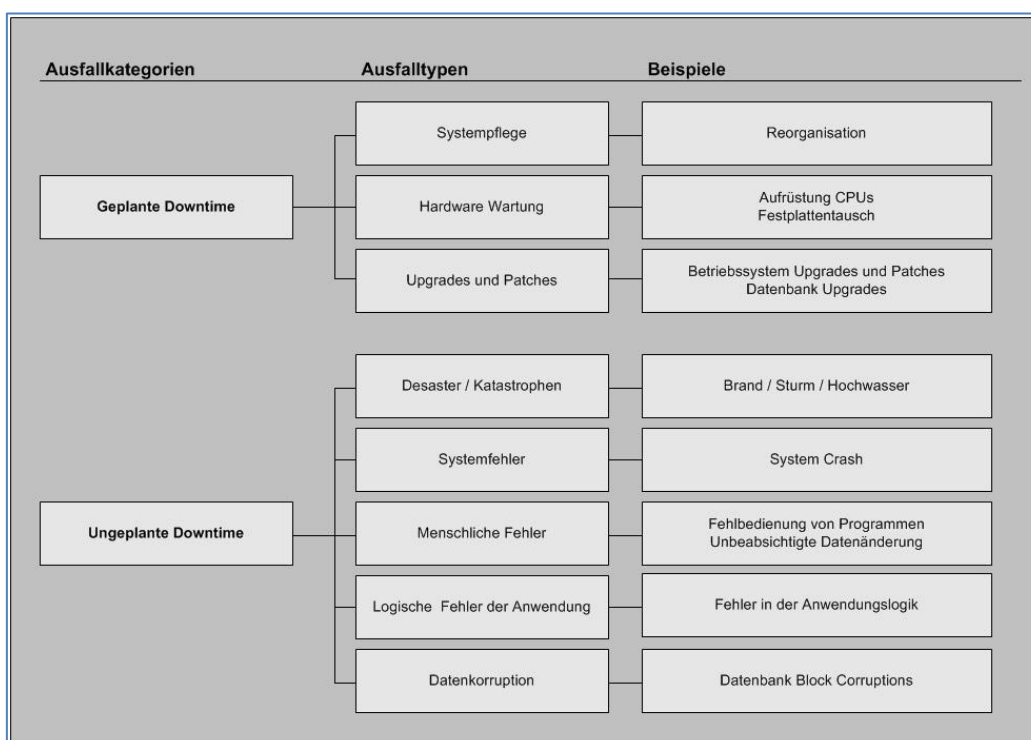 Ausfallkategorien
Ausfalltypen
Beispiele
Geplante Downtime
Systempflege
Reorganisation
Hardware Wartung
Aufrüstung CPUs
Festplattentausch
Upgrades und Patches
Betriebssystem Upgrades und Patches
Datenbank Upgrades
Ungeplante Downtime
Desaster / Katastrophen
Brand / Sturm / Hochwasser
Systemfehler
System Crash
Menschliche Fehler
Fehlbedienung von Programmen
Unbeabsichtigte Datenänderung
Logische Fehler der Anwendung
Fehler in der Anwendungslogik
Datenkorruption
Datenbank Block Corruptions